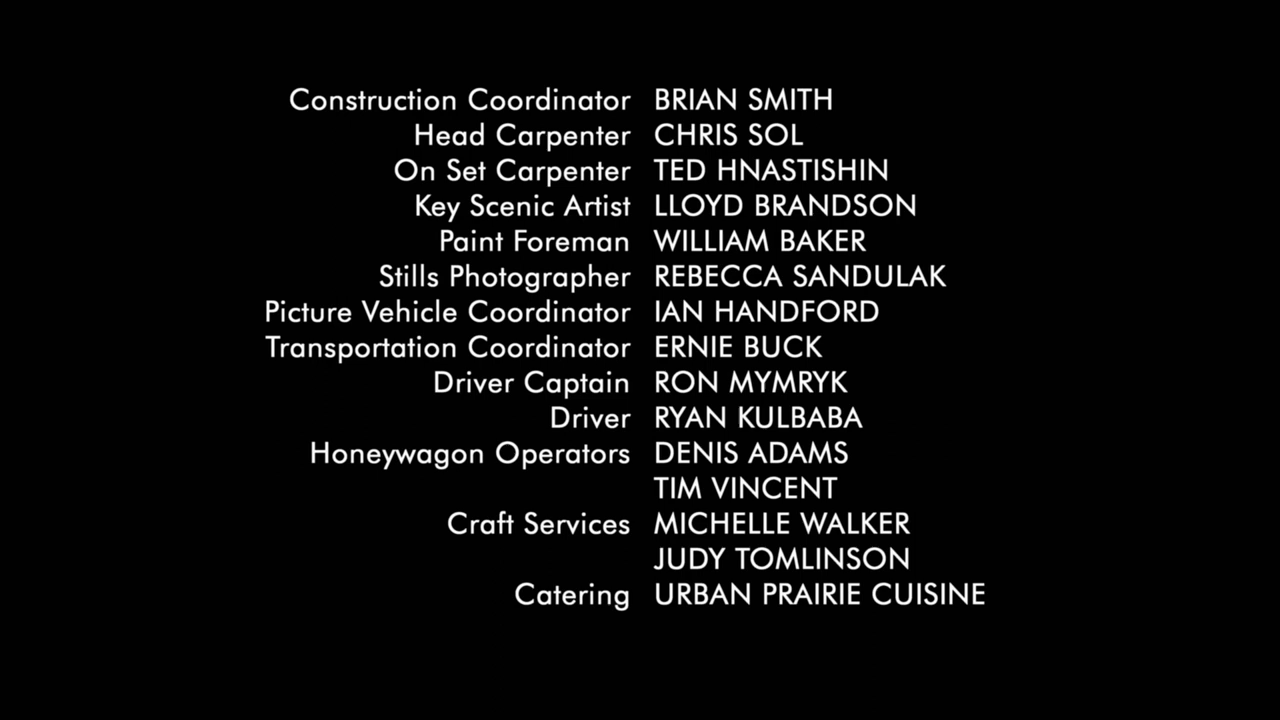 Construction Coordinator BRIAN SMITH
Head Carpenter CHRIS SOL
On Set Carpenter TED HNASTISHIN
Key Scenic Artist LLOYD BRANDSON
Paint Foreman WILLIAM BAKER
Stills Photographer REBECCA SANDULAK
Picture Vehicle Coordinator IAN HANDFORD
Transportation Coordinator ERNIE BUCK
Driver Captain RON MYMRYK
Driver RYAN KULBABA
Honeywagon Operators DENIS ADAMS
TIM VINCENT
Craft Services MICHELLE WALKER
JUDY TOMLINSON
Catering URBAN PRAIRIE CUISINE